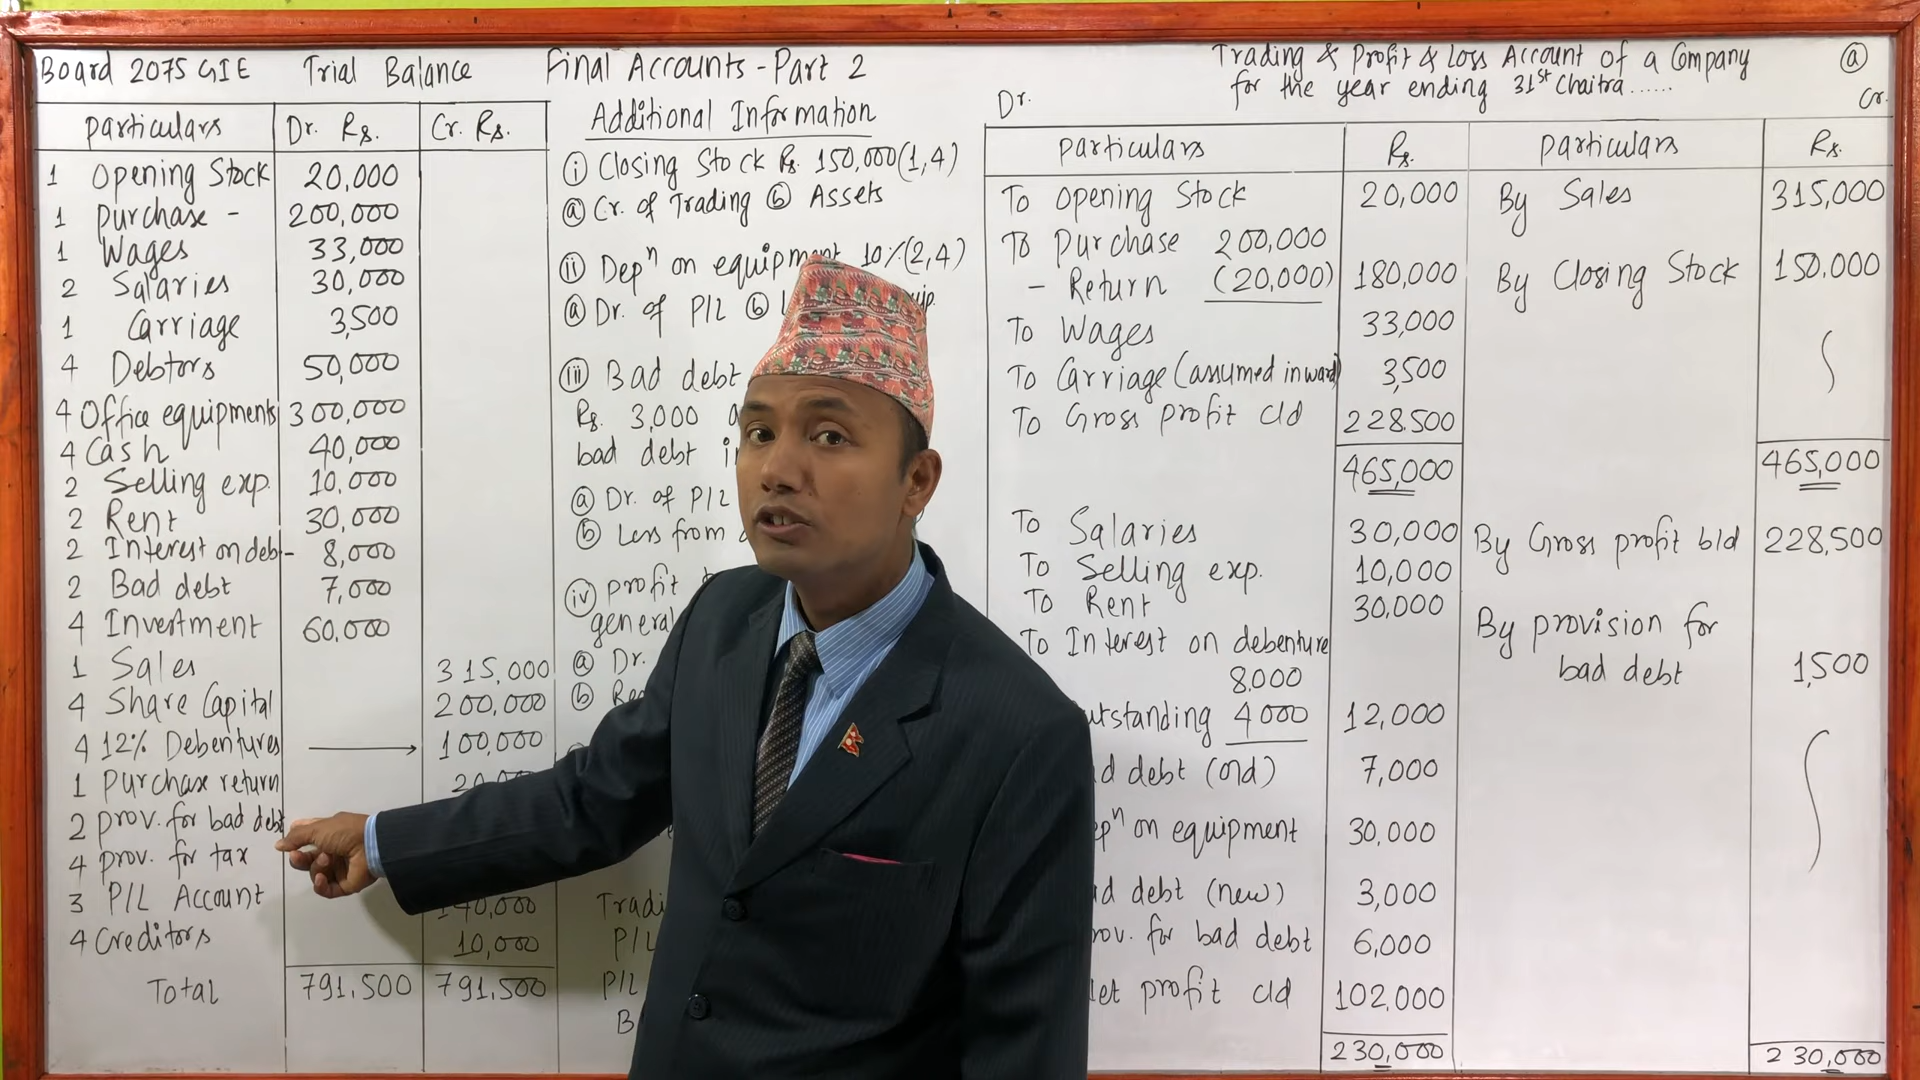 Board 2075 GIE Trial Balance Final Accounts - Part 2
particulars Dr. Rs. Cr. Rs.
1 Opening Stock 20,000
1 purchase - 200,000
1 Wages 33,000
2 Salaries 30,000
1 Carriage 3,500
4 Debtors 50,000
4 Office equipments 300,000
4 Cash 40,000
2 Selling exp. 10,000
2 Rent 30,000
2 Interest on deb- 8,000
2 Bad debt 7,000
4 Investment 60,000
1 Sales 315,000
4 Share Capital 200,000
4 12% Debentures 100,000
1 Purchase return
2 prov. for bad debt
4 prov. for tax
3 P/L Account 140,000
4 Creditors 10,000
Total 791,500 791,500
Additional Information
(i) Closing Stock Rs. 150,000 (1,4)
(a) Cr. of Trading (b) Assets
(ii) Depn on equipment 10% (2,4)
(a) Dr. of P/L (b)
(iii) Bad debt
Rs. 3,000
bad debt
(a) Dr. of P/L
(b) Less from
(iv) profit
general
(a) Dr.
(b)
P/L
P/L
Trading & Profit & Loss Account of a Company (a)
for the year ending 31st Chaitra......
Dr. Cr.
particulars Rs. particulars Rs.
To Opening Stock 20,000 By Sales 315,000
To Purchase 200,000
- Return (20,000) 180,000 By Closing Stock 150,000
To Wages 33,000
To Carriage (assumed inward) 3,500
To Gross profit c/d 228,500
465,000 465,000
To Salaries 30,000 By Gross profit b/d 228,500
To Selling exp. 10,000
To Rent 30,000 By provision for
bad debt 1,500
To Interest on debenture
8,000
utstanding 4000 12,000
d debt (old) 7,000
epn on equipment 30,000
d debt (new) 3,000
rov. for bad debt 6,000
et profit c/d 102,000
230,000 230,000